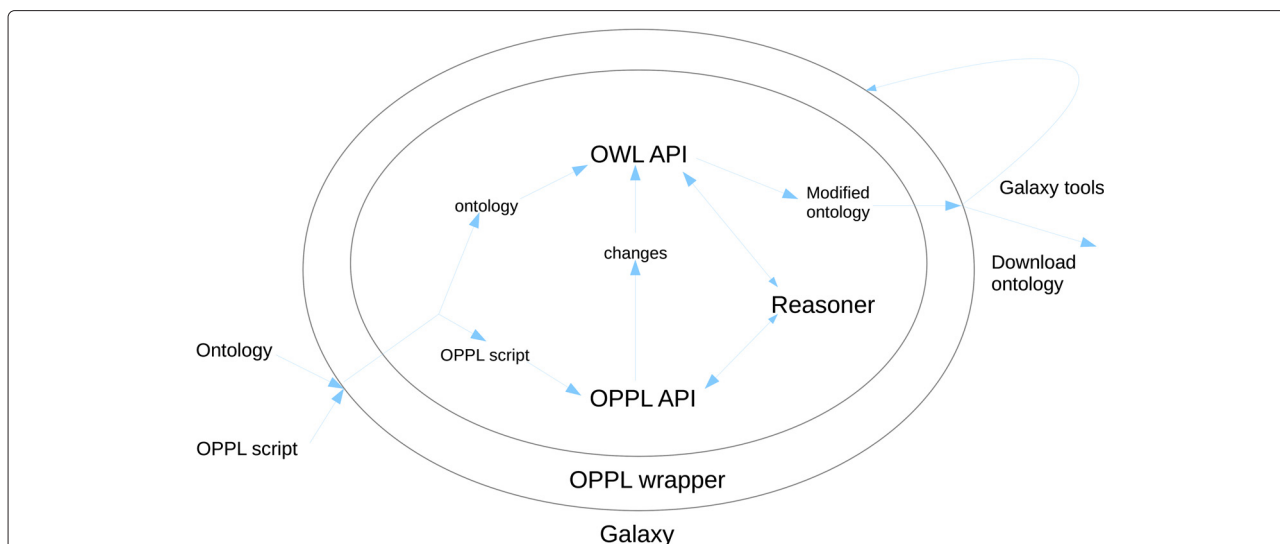 OWL API
Modified
ontology
Galaxy tools
ontology
changes
Download
ontology
Reasoner
Ontology
OPPL script
OPPL API
OPPL script
OPPL wrapper
Galaxy